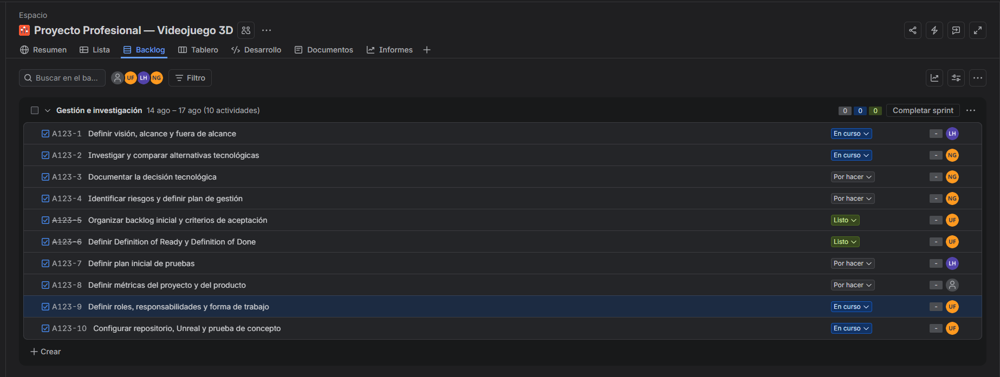 Espacio
Proyecto Profesional — Videojuego 3D
Resumen Lista Backlog Tablero Desarrollo Documentos Informes
Buscar en el ba... UF LH NG Filtro
Gestión e investigación 14 ago – 17 ago (10 actividades) 0 0 0 Completar sprint
A123-1 Definir visión, alcance y fuera de alcance En curso - LH
A123-2 Investigar y comparar alternativas tecnológicas En curso - NG
A123-3 Documentar la decisión tecnológica Por hacer - NG
A123-4 Identificar riesgos y definir plan de gestión Por hacer - NG
A123-5 Organizar backlog inicial y criterios de aceptación Listo - UF
A123-6 Definir Definition of Ready y Definition of Done Listo - UF
A123-7 Definir plan inicial de pruebas Por hacer - LH
A123-8 Definir métricas del proyecto y del producto Por hacer -
A123-9 Definir roles, responsabilidades y forma de trabajo En curso - UF
A123-10 Configurar repositorio, Unreal y prueba de concepto En curso - UF
Crear